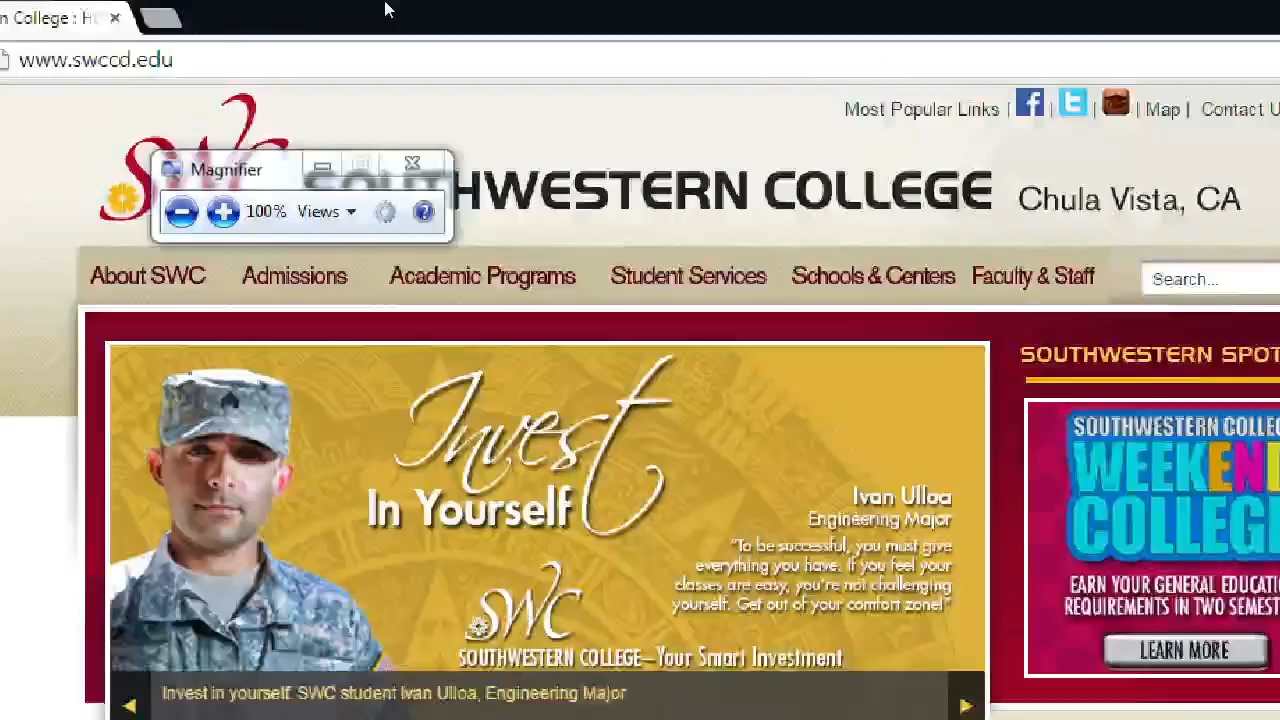 n College : H
www.swccd.edu
Most Popular Links | | | Map | Contact U
SWC
Magnifier
HWESTERN COLLEGE Chula Vista, CA
100% Views
About SWC Admissions Academic Programs Student Services Schools & Centers Faculty & Staff Search...
Invest
In Yourself
Ivan Ulloa
Engineering Major
"To be successful, you must give
everything you have. If you feel your
classes are easy, you're not challenging
yourself. Get out of your comfort zone!"
SWC
SOUTHWESTERN COLLEGE—Your Smart Investment
Invest in yourself. SWC student Ivan Ulloa, Engineering Major
SOUTHWESTERN SPOT
SOUTHWESTERN COLLEG
WEEKEND
COLLEGE
EARN YOUR GENERAL EDUCATIO
REQUIREMENTS IN TWO SEMEST
LEARN MORE